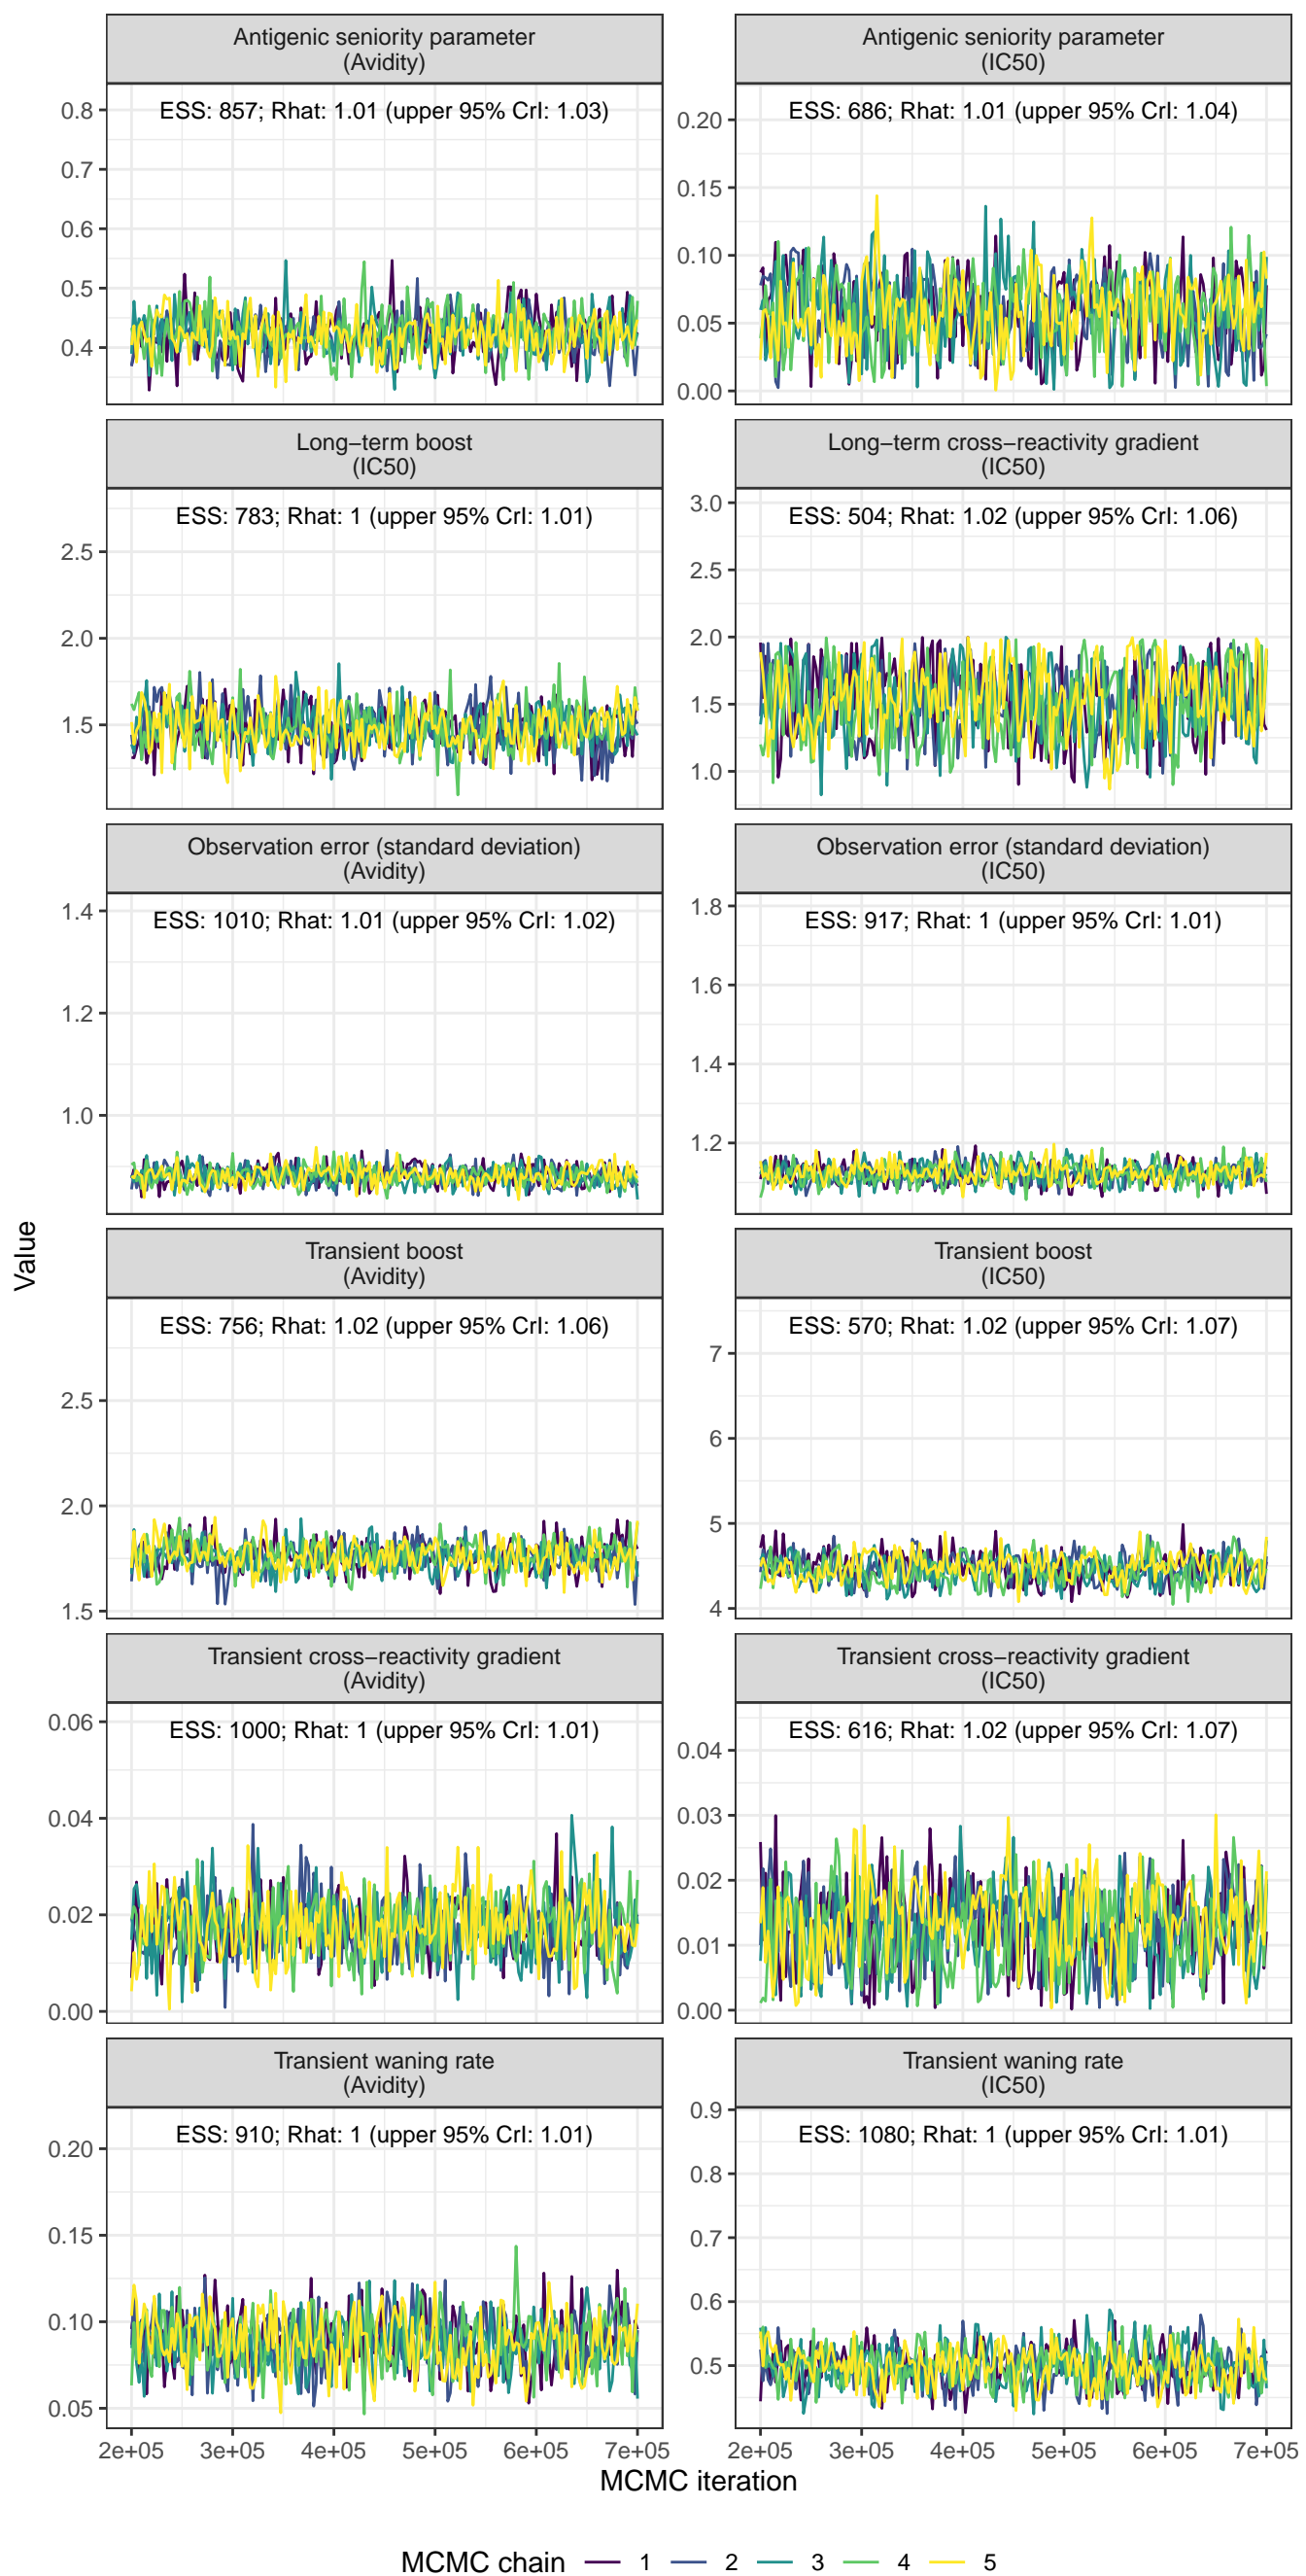 Antigenic seniority parameter
(Avidity)
ESS: 857; Rhat: 1.01 (upper 95% CrI: 1.03)
0.8
0.7
0.6
0.5
0.4
Antigenic seniority parameter
(IC50)
ESS: 686; Rhat: 1.01 (upper 95% CrI: 1.04)
0.20
0.15
0.10
0.05
0.00
Long−term boost
(IC50)
ESS: 783; Rhat: 1 (upper 95% CrI: 1.01)
2.5
2.0
1.5
Long−term cross−reactivity gradient
(IC50)
ESS: 504; Rhat: 1.02 (upper 95% CrI: 1.06)
3.0
2.5
2.0
1.5
1.0
Observation error (standard deviation)
(Avidity)
ESS: 1010; Rhat: 1.01 (upper 95% CrI: 1.02)
1.4
1.2
1.0
Observation error (standard deviation)
(IC50)
ESS: 917; Rhat: 1 (upper 95% CrI: 1.01)
1.8
1.6
1.4
1.2
Value
Transient boost
(Avidity)
ESS: 756; Rhat: 1.02 (upper 95% CrI: 1.06)
2.5
2.0
1.5
Transient boost
(IC50)
ESS: 570; Rhat: 1.02 (upper 95% CrI: 1.07)
7
6
5
4
Transient cross−reactivity gradient
(Avidity)
ESS: 1000; Rhat: 1 (upper 95% CrI: 1.01)
0.06
0.04
0.02
0.00
Transient cross−reactivity gradient
(IC50)
ESS: 616; Rhat: 1.02 (upper 95% CrI: 1.07)
0.04
0.03
0.02
0.01
0.00
Transient waning rate
(Avidity)
ESS: 910; Rhat: 1 (upper 95% CrI: 1.01)
0.20
0.15
0.10
0.05
Transient waning rate
(IC50)
ESS: 1080; Rhat: 1 (upper 95% CrI: 1.01)
0.9
0.8
0.7
0.6
0.5
2e+05 3e+05 4e+05 5e+05 6e+05 7e+05
2e+05 3e+05 4e+05 5e+05 6e+05 7e+05
MCMC iteration
MCMC chain 1 2 3 4 5